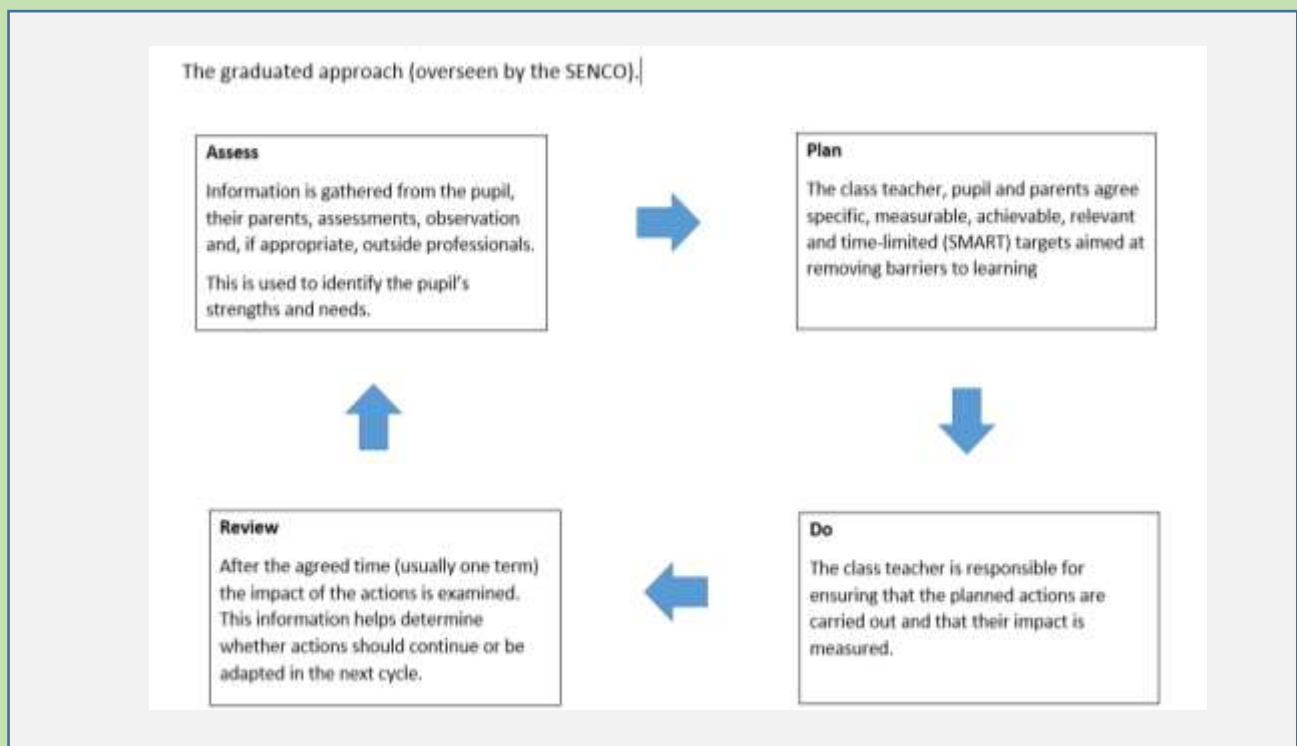 The graduated approach (overseen by the SENCO).
Assess
Information is gathered from the pupil,
their parents, assessments, observation
and, if appropriate, outside professionals.
This is used to identify the pupil's
strengths and needs.
Plan
The class teacher, pupil and parents agree
specific, measurable, achievable, relevant
and time-limited (SMART) targets aimed at
removing barriers to learning
Review
After the agreed time (usually one term)
the impact of the actions is examined.
This information helps determine
whether actions should continue or be
adapted in the next cycle.
Do
The class teacher is responsible for
ensuring that the planned actions are
carried out and that their impact is
measured.